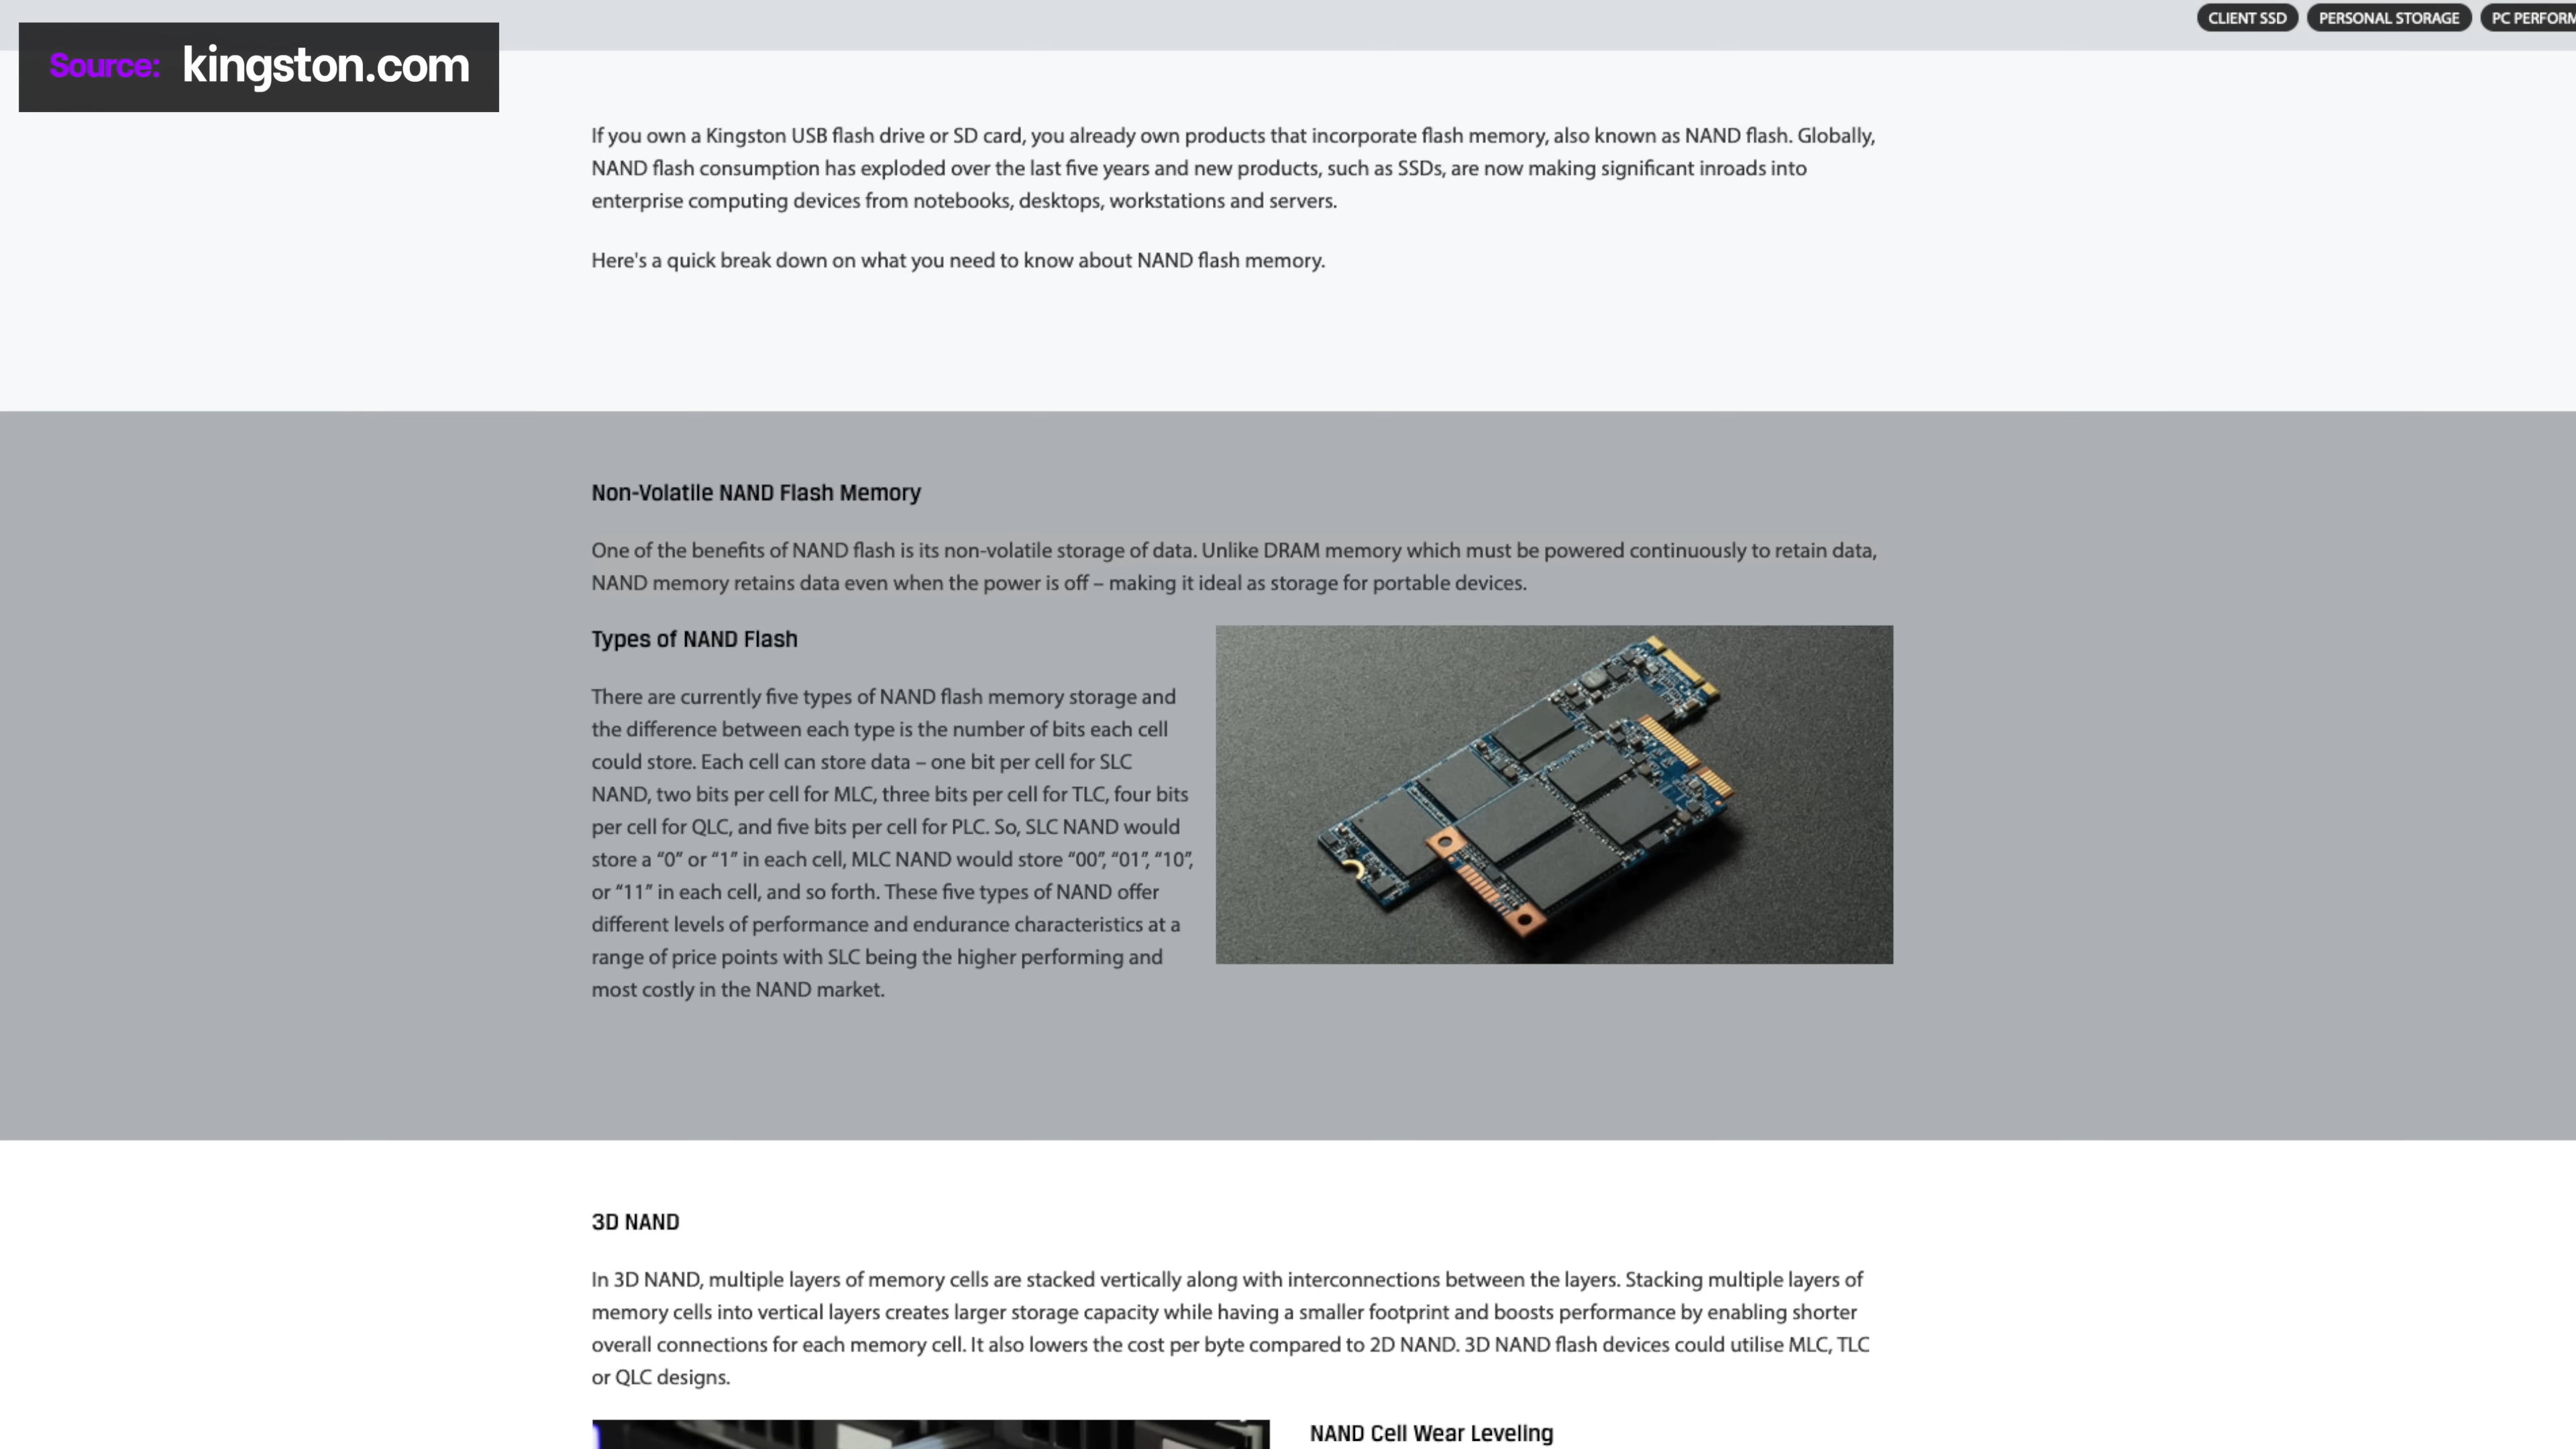 CLIENT SSD PERSONAL STORAGE PC PERFORM
Source: kingston.com
If you own a Kingston USB flash drive or SD card, you already own products that incorporate flash memory, also known as NAND flash. Globally,
NAND flash consumption has exploded over the last five years and new products, such as SSDs, are now making significant inroads into
enterprise computing devices from notebooks, desktops, workstations and servers.
Here's a quick break down on what you need to know about NAND flash memory.
Non-Volatile NAND Flash Memory
One of the benefits of NAND flash is its non-volatile storage of data. Unlike DRAM memory which must be powered continuously to retain data,
NAND memory retains data even when the power is off – making it ideal as storage for portable devices.
Types of NAND Flash
There are currently five types of NAND flash memory storage and
the difference between each type is the number of bits each cell
could store. Each cell can store data – one bit per cell for SLC
NAND, two bits per cell for MLC, three bits per cell for TLC, four bits
per cell for QLC, and five bits per cell for PLC. So, SLC NAND would
store a “0” or “1” in each cell, MLC NAND would store “00”, “01”, “10”,
or “11” in each cell, and so forth. These five types of NAND offer
different levels of performance and endurance characteristics at a
range of price points with SLC being the higher performing and
most costly in the NAND market.
3D NAND
In 3D NAND, multiple layers of memory cells are stacked vertically along with interconnections between the layers. Stacking multiple layers of
memory cells into vertical layers creates larger storage capacity while having a smaller footprint and boosts performance by enabling shorter
overall connections for each memory cell. It also lowers the cost per byte compared to 2D NAND. 3D NAND flash devices could utilise MLC, TLC
or QLC designs.
NAND Cell Wear Leveling